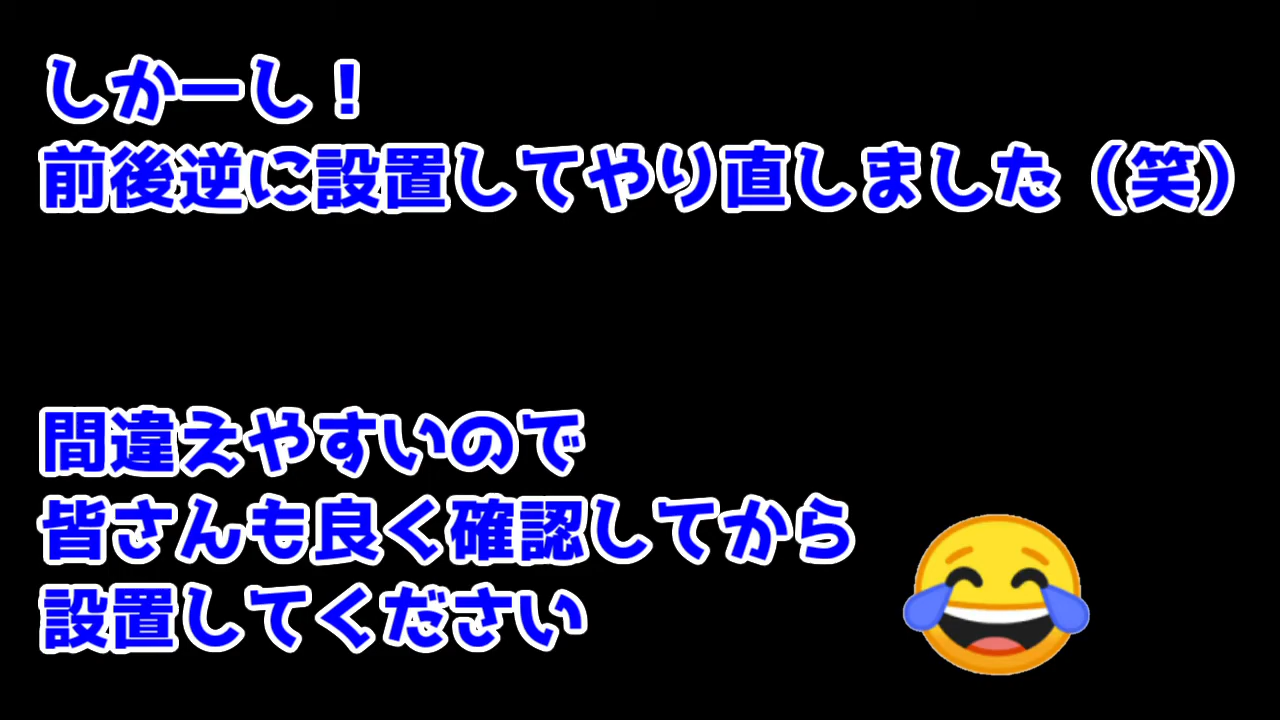 しかーし！
前後逆に設置してやり直しました（笑）
間違えやすいので
皆さんも良く確認してから
設置してください